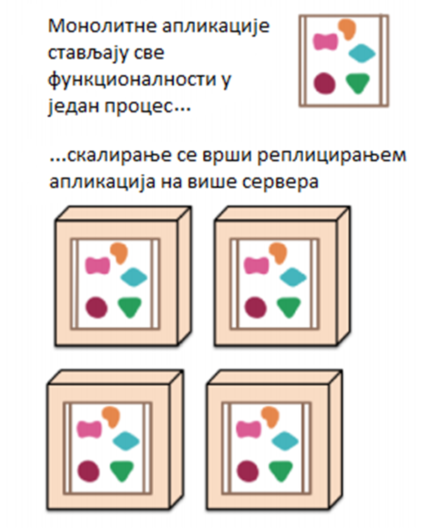 Монолитне апликације
стављају све
функционалности у
један процес...
...скалирање се врши реплицирањем
апликација на више сервера